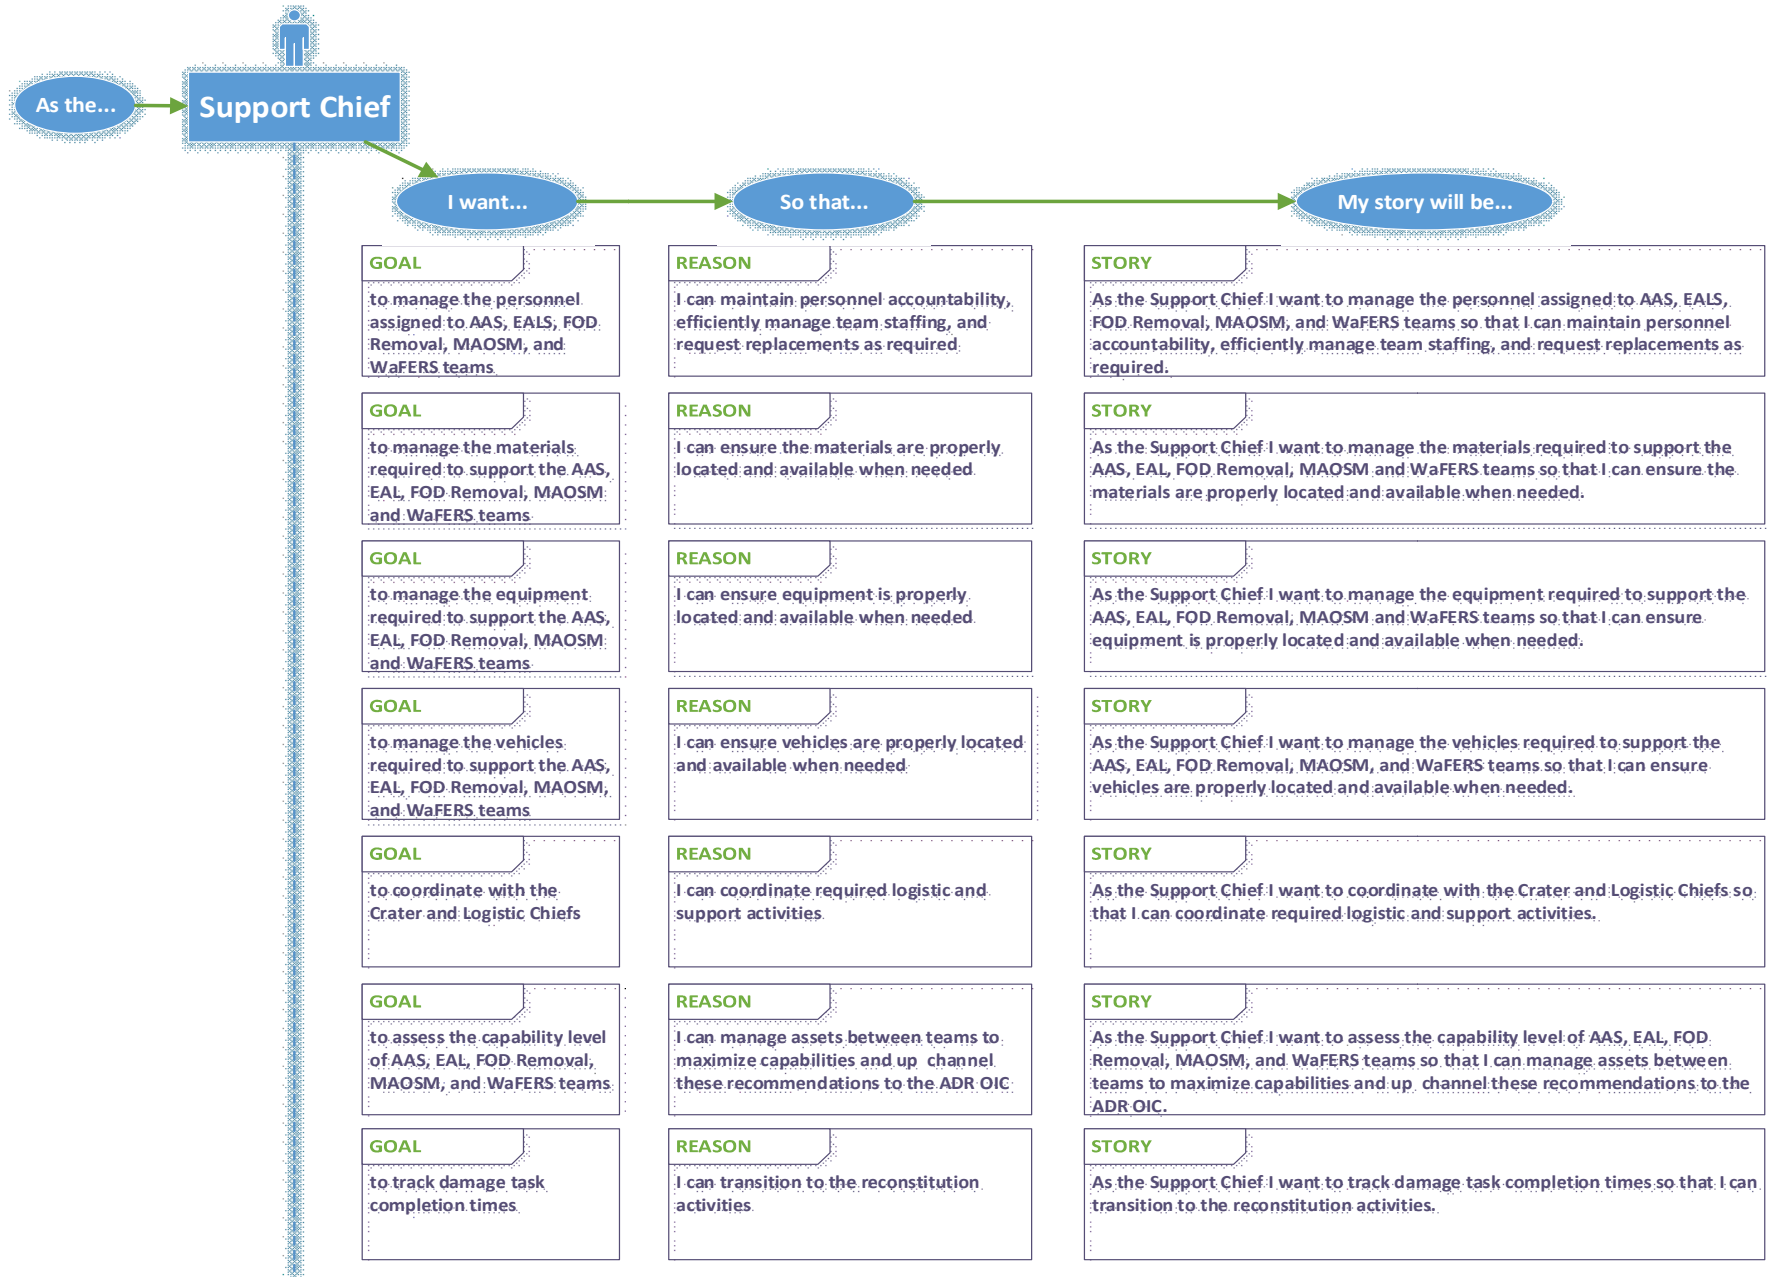 As the...
Support Chief
I want...
So that...
My story will be...
GOAL
to manage the personnel
assigned to AAS, EALS, FOD
Removal, MAOSM, and
WaFERS teams
REASON
I can maintain personnel accountability,
efficiently manage team staffing, and
request replacements as required
STORY
As the Support Chief I want to manage the personnel assigned to AAS, EALS,
FOD Removal, MAOSM, and WaFERS teams so that I can maintain personnel
accountability, efficiently manage team staffing, and request replacements as
required.
GOAL
to manage the materials
required to support the AAS,
EAL, FOD Removal, MAOSM
and WaFERS teams
REASON
I can ensure the materials are properly
located and available when needed
STORY
As the Support Chief I want to manage the materials required to support the
AAS, EAL, FOD Removal, MAOSM and WaFERS teams so that I can ensure the
materials are properly located and available when needed.
GOAL
to manage the equipment
required to support the AAS,
EAL, FOD Removal, MAOSM
and WaFERS teams
REASON
I can ensure equipment is properly
located and available when needed
STORY
As the Support Chief I want to manage the equipment required to support the
AAS, EAL, FOD Removal, MAOSM and WaFERS teams so that I can ensure
equipment is properly located and available when needed.
GOAL
to manage the vehicles
required to support the AAS,
EAL, FOD Removal, MAOSM,
and WaFERS teams
REASON
I can ensure vehicles are properly located
and available when needed
STORY
As the Support Chief I want to manage the vehicles required to support the
AAS, EAL, FOD Removal, MAOSM, and WaFERS teams so that I can ensure
vehicles are properly located and available when needed.
GOAL
to coordinate with the
Crater and Logistic Chiefs
REASON
I can coordinate required logistic and
support activities
STORY
As the Support Chief I want to coordinate with the Crater and Logistic Chiefs so
that I can coordinate required logistic and support activities.
GOAL
to assess the capability level
of AAS, EAL, FOD Removal,
MAOSM, and WaFERS teams
REASON
I can manage assets between teams to
maximize capabilities and up channel
these recommendations to the ADR OIC
STORY
As the Support Chief I want to assess the capability level of AAS, EAL, FOD
Removal, MAOSM, and WaFERS teams so that I can manage assets between
teams to maximize capabilities and up channel these recommendations to the
ADR OIC.
GOAL
to track damage task
completion times
REASON
I can transition to the reconstitution
activities
STORY
As the Support Chief I want to track damage task completion times so that I can
transition to the reconstitution activities.